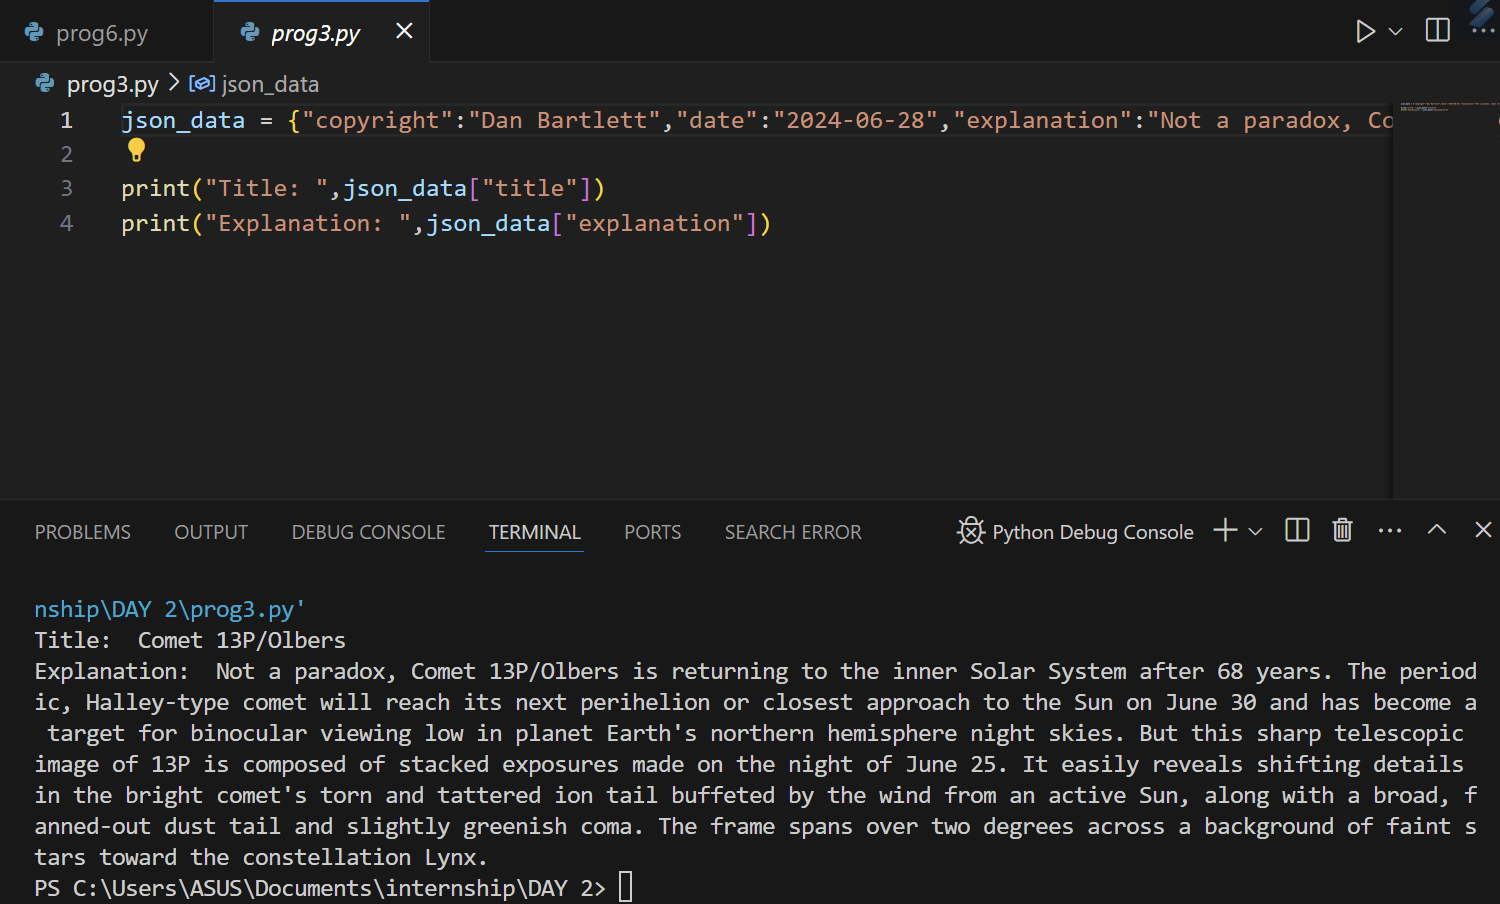 prog6.py prog3.py
prog3.py > json_data
1 json_data = {"copyright":"Dan Bartlett","date":"2024-06-28","explanation":"Not a paradox, Co
2
3 print("Title: ",json_data["title"])
4 print("Explanation: ",json_data["explanation"])
PROBLEMS OUTPUT DEBUG CONSOLE TERMINAL PORTS SEARCH ERROR Python Debug Console
nship\DAY 2\prog3.py'
Title:  Comet 13P/Olbers
Explanation:  Not a paradox, Comet 13P/Olbers is returning to the inner Solar System after 68 years. The period
ic, Halley-type comet will reach its next perihelion or closest approach to the Sun on June 30 and has become a
 target for binocular viewing low in planet Earth's northern hemisphere night skies. But this sharp telescopic
image of 13P is composed of stacked exposures made on the night of June 25. It easily reveals shifting details
in the bright comet's torn and tattered ion tail buffeted by the wind from an active Sun, along with a broad, f
anned-out dust tail and slightly greenish coma. The frame spans over two degrees across a background of faint s
tars toward the constellation Lynx.
PS C:\Users\ASUS\Documents\internship\DAY 2>